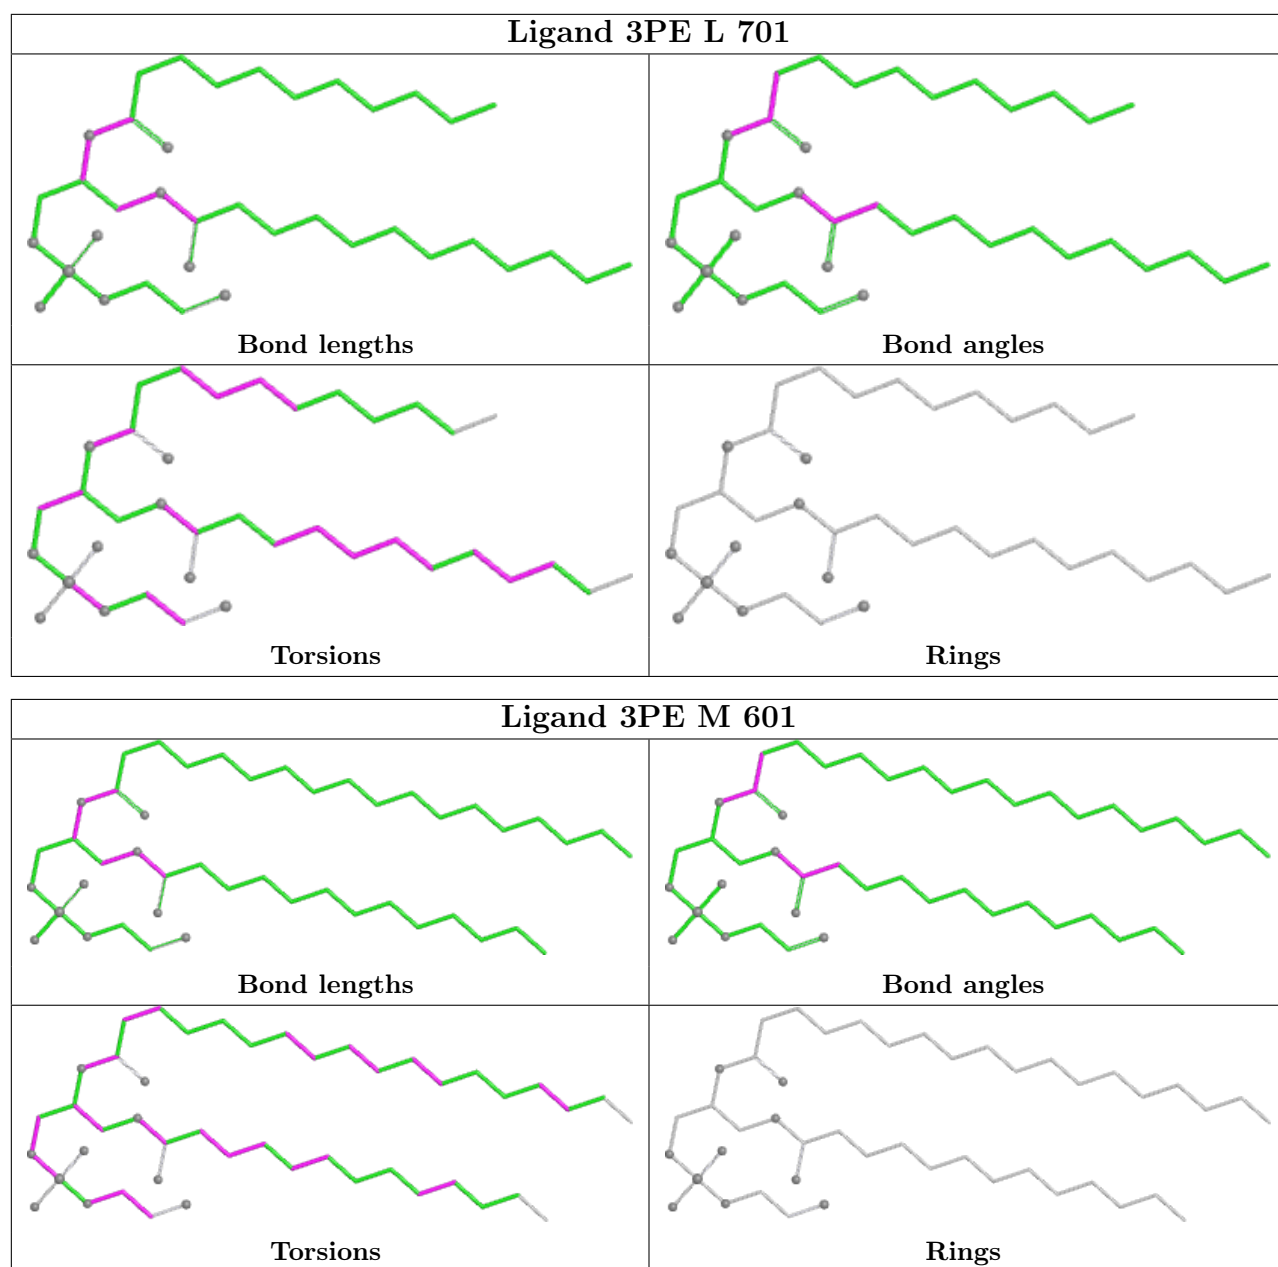 Ligand 3PE L 701
Bond lengths
Bond angles
Torsions
Rings
Ligand 3PE M 601
Bond lengths
Bond angles
Torsions
Rings